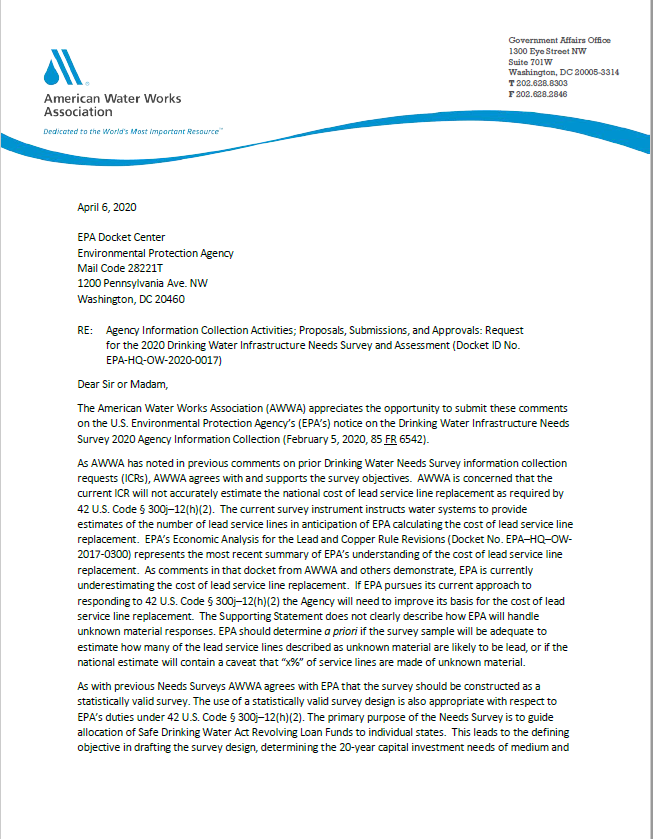 Government Affairs Office
1300 Eye Street NW
Suite 701W
Washington, DC 20005-3314
T 202.628.8303
F 202.628.2846
American Water Works
Association
Dedicated to the World's Most Important Resource™
April 6, 2020
EPA Docket Center
Environmental Protection Agency
Mail Code 28221T
1200 Pennsylvania Ave. NW
Washington, DC 20460
RE: Agency Information Collection Activities; Proposals, Submissions, and Approvals: Request
for the 2020 Drinking Water Infrastructure Needs Survey and Assessment (Docket ID No.
EPA-HQ-OW-2020-0017)
Dear Sir or Madam,
The American Water Works Association (AWWA) appreciates the opportunity to submit these comments
on the U.S. Environmental Protection Agency's (EPA's) notice on the Drinking Water Infrastructure Needs
Survey 2020 Agency Information Collection (February 5, 2020, 85 FR 6542).
As AWWA has noted in previous comments on prior Drinking Water Needs Survey information collection
requests (ICRs), AWWA agrees with and supports the survey objectives. AWWA is concerned that the
current ICR will not accurately estimate the national cost of lead service line replacement as required by
42 U.S. Code § 300j–12(h)(2). The current survey instrument instructs water systems to provide
estimates of the number of lead service lines in anticipation of EPA calculating the cost of lead service line
replacement. EPA's Economic Analysis for the Lead and Copper Rule Revisions (Docket No. EPA–HQ–OW-
2017-0300) represents the most recent summary of EPA's understanding of the cost of lead service line
replacement. As comments in that docket from AWWA and others demonstrate, EPA is currently
underestimating the cost of lead service line replacement. If EPA pursues its current approach to
responding to 42 U.S. Code § 300j–12(h)(2) the Agency will need to improve its basis for the cost of lead
service line replacement. The Supporting Statement does not clearly describe how EPA will handle
unknown material responses. EPA should determine a priori if the survey sample will be adequate to
estimate how many of the lead service lines described as unknown material are likely to be lead, or if the
national estimate will contain a caveat that "x%" of service lines are made of unknown material.
As with previous Needs Surveys AWWA agrees with EPA that the survey should be constructed as a
statistically valid survey. The use of a statistically valid survey design is also appropriate with respect to
EPA's duties under 42 U.S. Code § 300j–12(h)(2). The primary purpose of the Needs Survey is to guide
allocation of Safe Drinking Water Act Revolving Loan Funds to individual states. This leads to the defining
objective in drafting the survey design, determining the 20-year capital investment needs of medium and